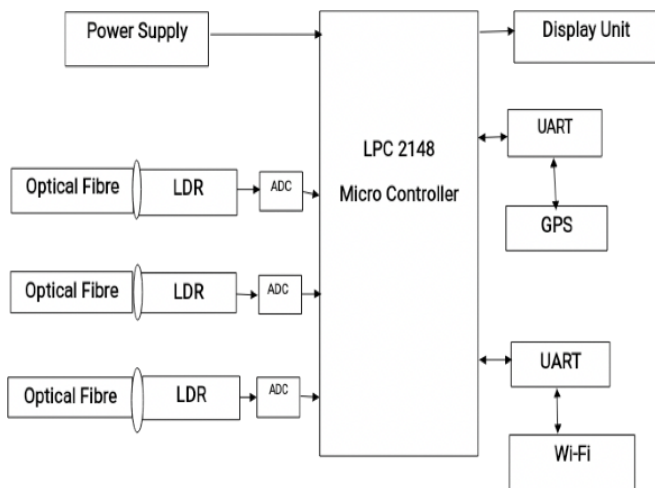 Power Supply
Display Unit
LPC 2148
Micro Controller
UART
GPS
Optical Fibre
LDR
ADC
Optical Fibre
LDR
ADC
Optical Fibre
LDR
ADC
UART
Wi-Fi